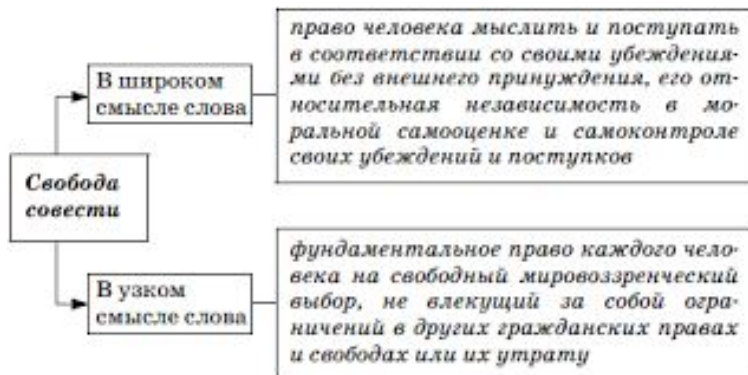 Свобода
совести
В широком
смысле слова
право человека мыслить и поступать
в соответствии со своими убеждения-
ми без внешнего принуждения, его от-
носительная независимость в мо-
ральной самооценке и самоконтроле
своих убеждений и поступков
В узком
смысле слова
фундаментальное право каждого чело-
века на свободный мировоззренческий
выбор, не влекущий за собой огра-
ничений в других гражданских правах
и свободах или их утрату